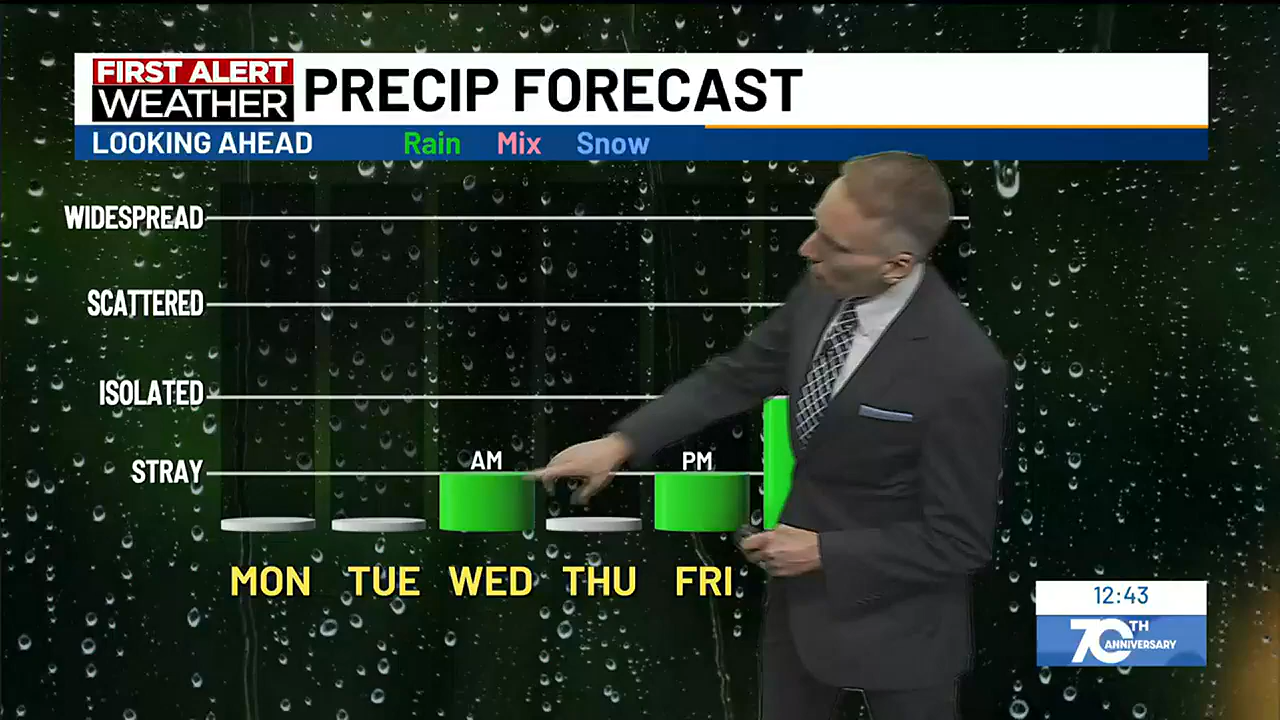 FIRST ALERT
WEATHER
PRECIP FORECAST
LOOKING AHEAD
Rain Mix Snow
WIDESPREAD
SCATTERED
ISOLATED
STRAY
AM PM
MON TUE WED THU FRI
12:43
70TH
ANNIVERSARY